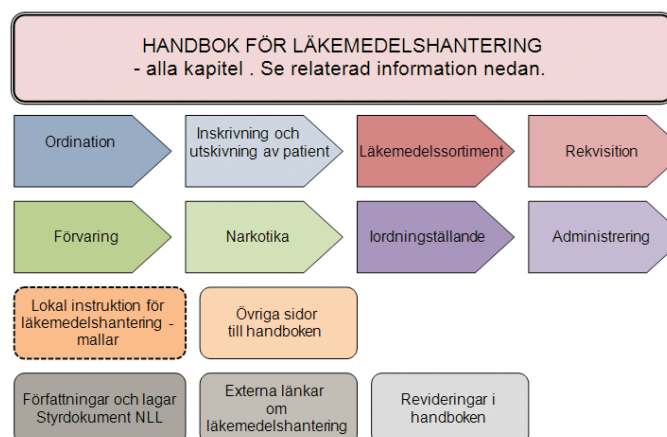 HANDBOK FÖR LÄKEMEDELSHANTERING
- alla kapitel . Se relaterad information nedan.
Ordination
Inskrivning och
utskivning av patient
Läkemedelssortiment
Rekvisition
Förvaring
Narkotika
Iordningställande
Administrering
Lokal instruktion för
läkemedelshantering -
mallar
Övriga sidor
till handboken
Författningar och lagar
Styrdokument NLL
Externa länkar
om
läkemedelshantering
Revideringar i
handboken